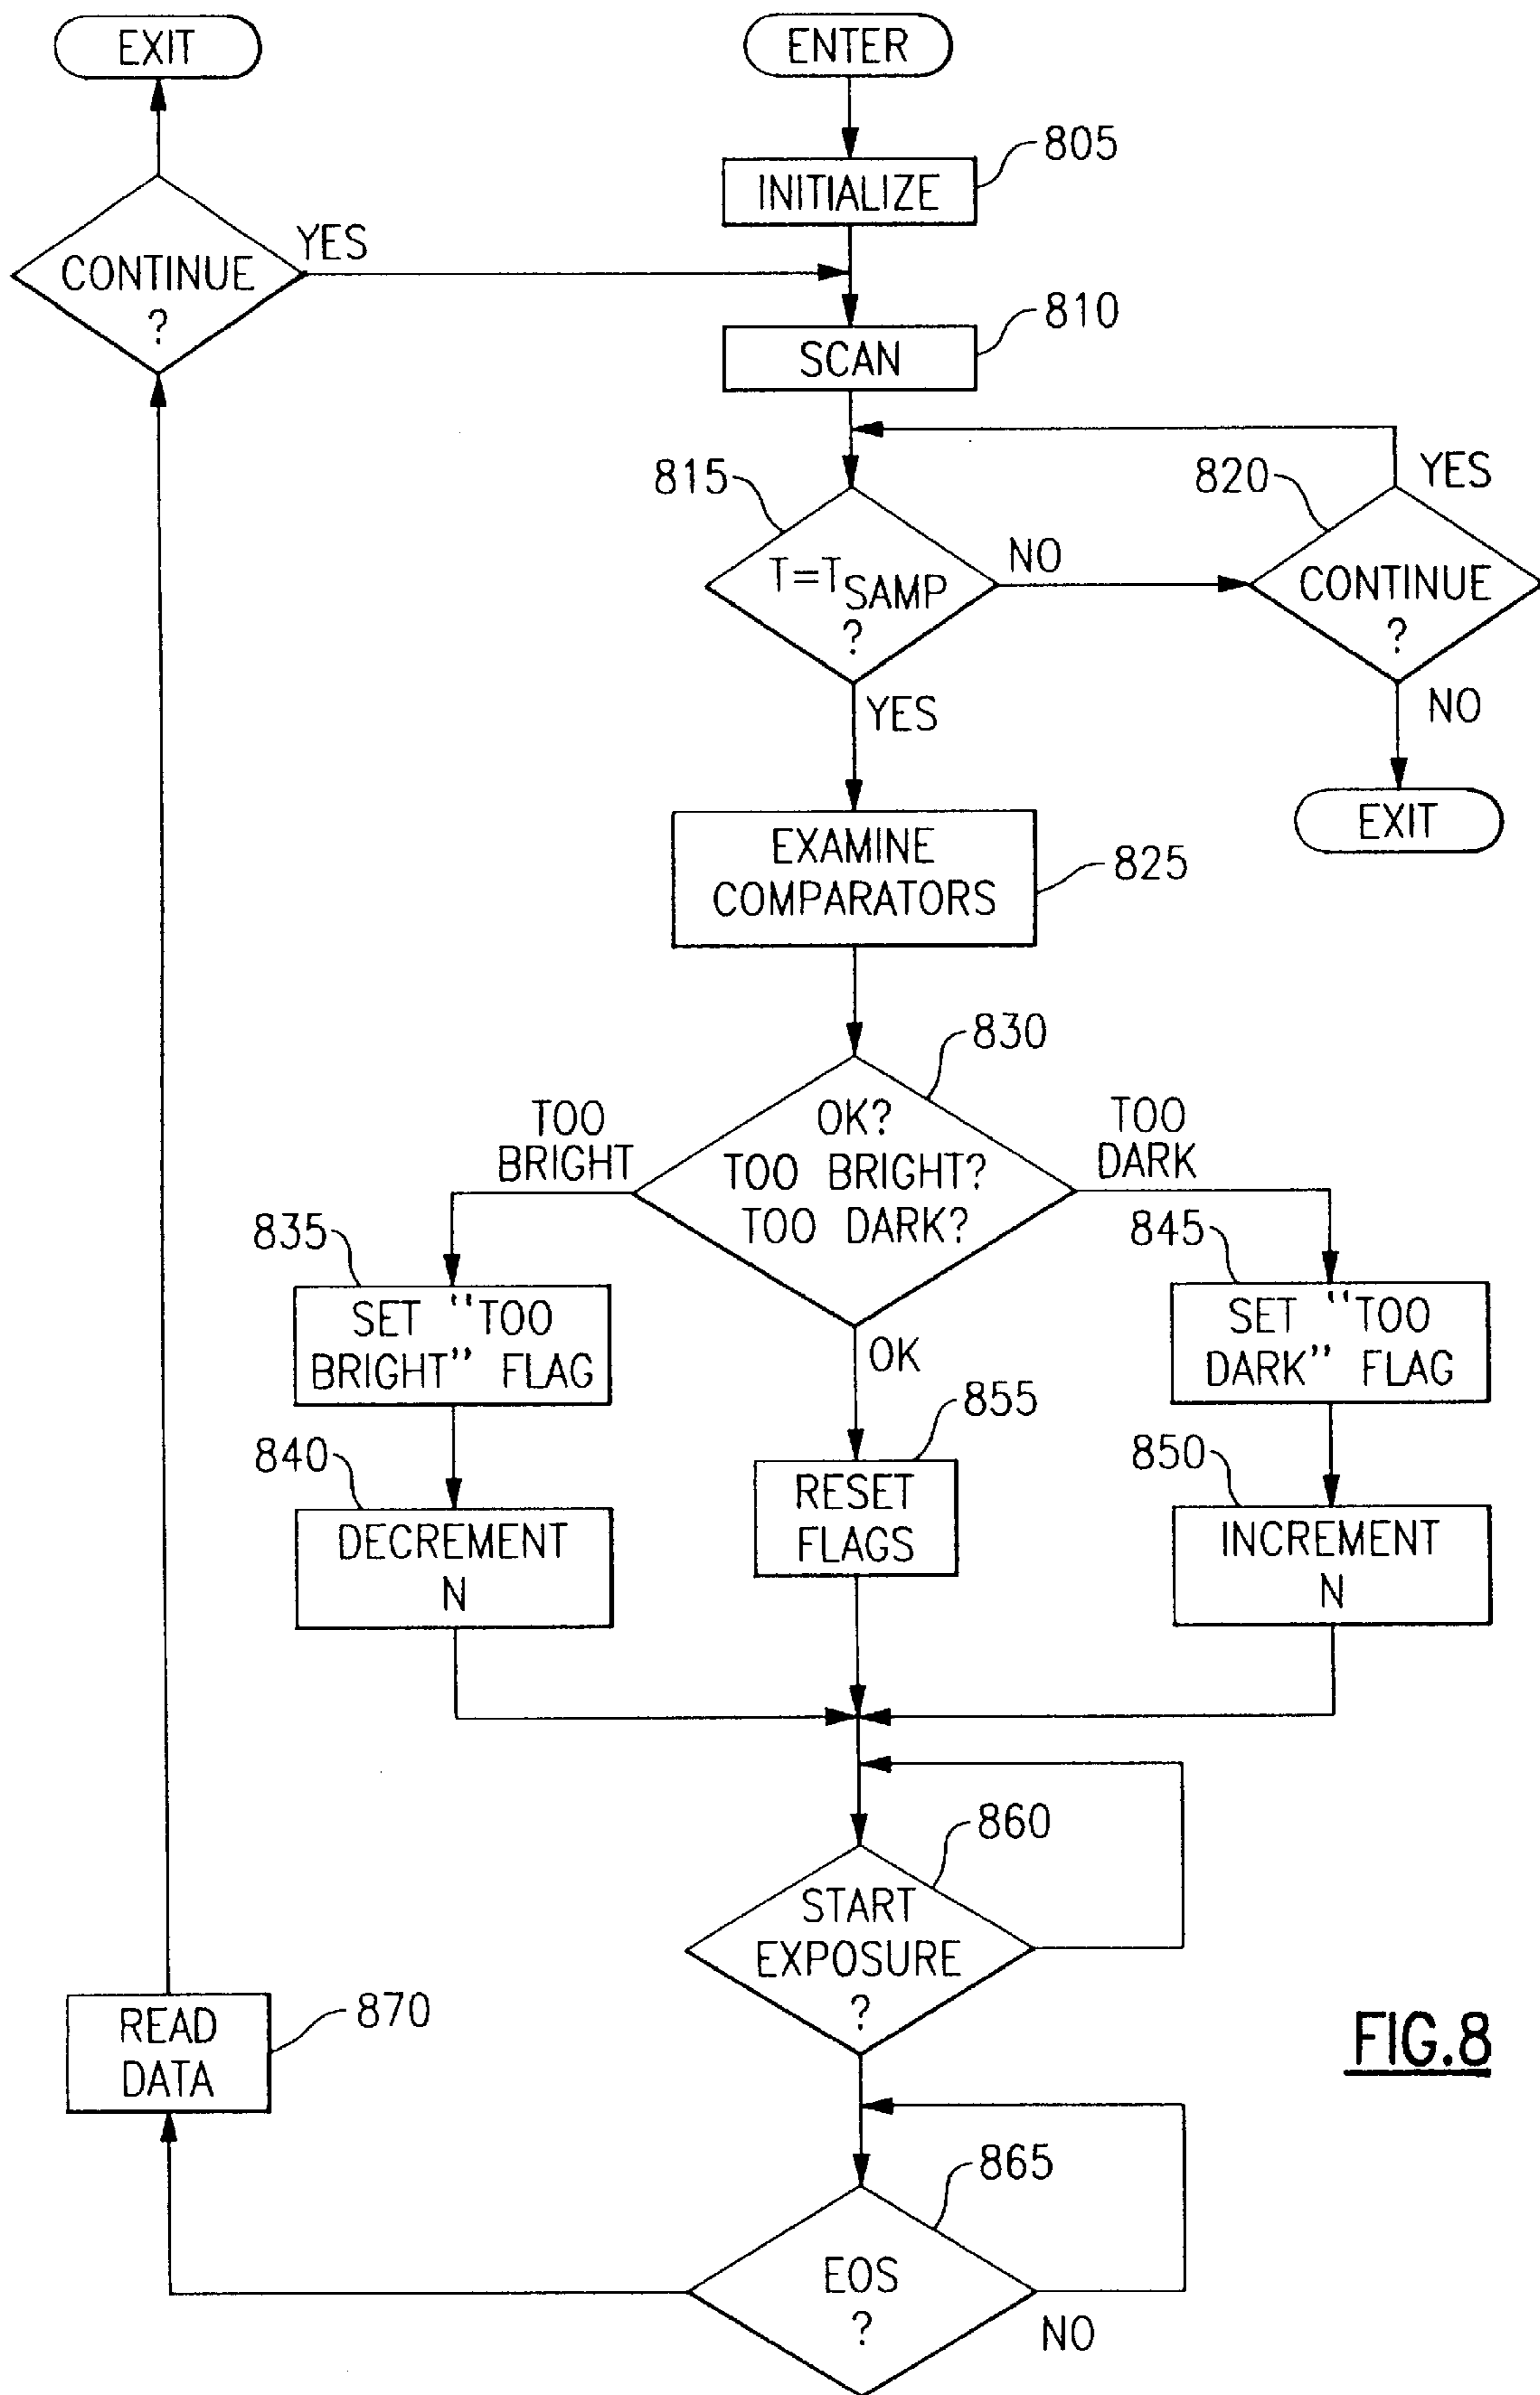 EXIT
ENTER
805
INITIALIZE
YES
CONTINUE
?
810
SCAN
815
820
YES
T=TSAMP
?
NO
CONTINUE
?
YES
NO
EXIT
EXAMINE
COMPARATORS
825
830
TOO
BRIGHT
OK?
TOO BRIGHT?
TOO DARK?
TOO
DARK
835
845
SET "TOO
BRIGHT" FLAG
OK
SET "TOO
DARK" FLAG
840
855
850
DECREMENT
N
RESET
FLAGS
INCREMENT
N
860
START
EXPOSURE
?
READ
DATA
870
FIG.8
865
EOS
?
NO